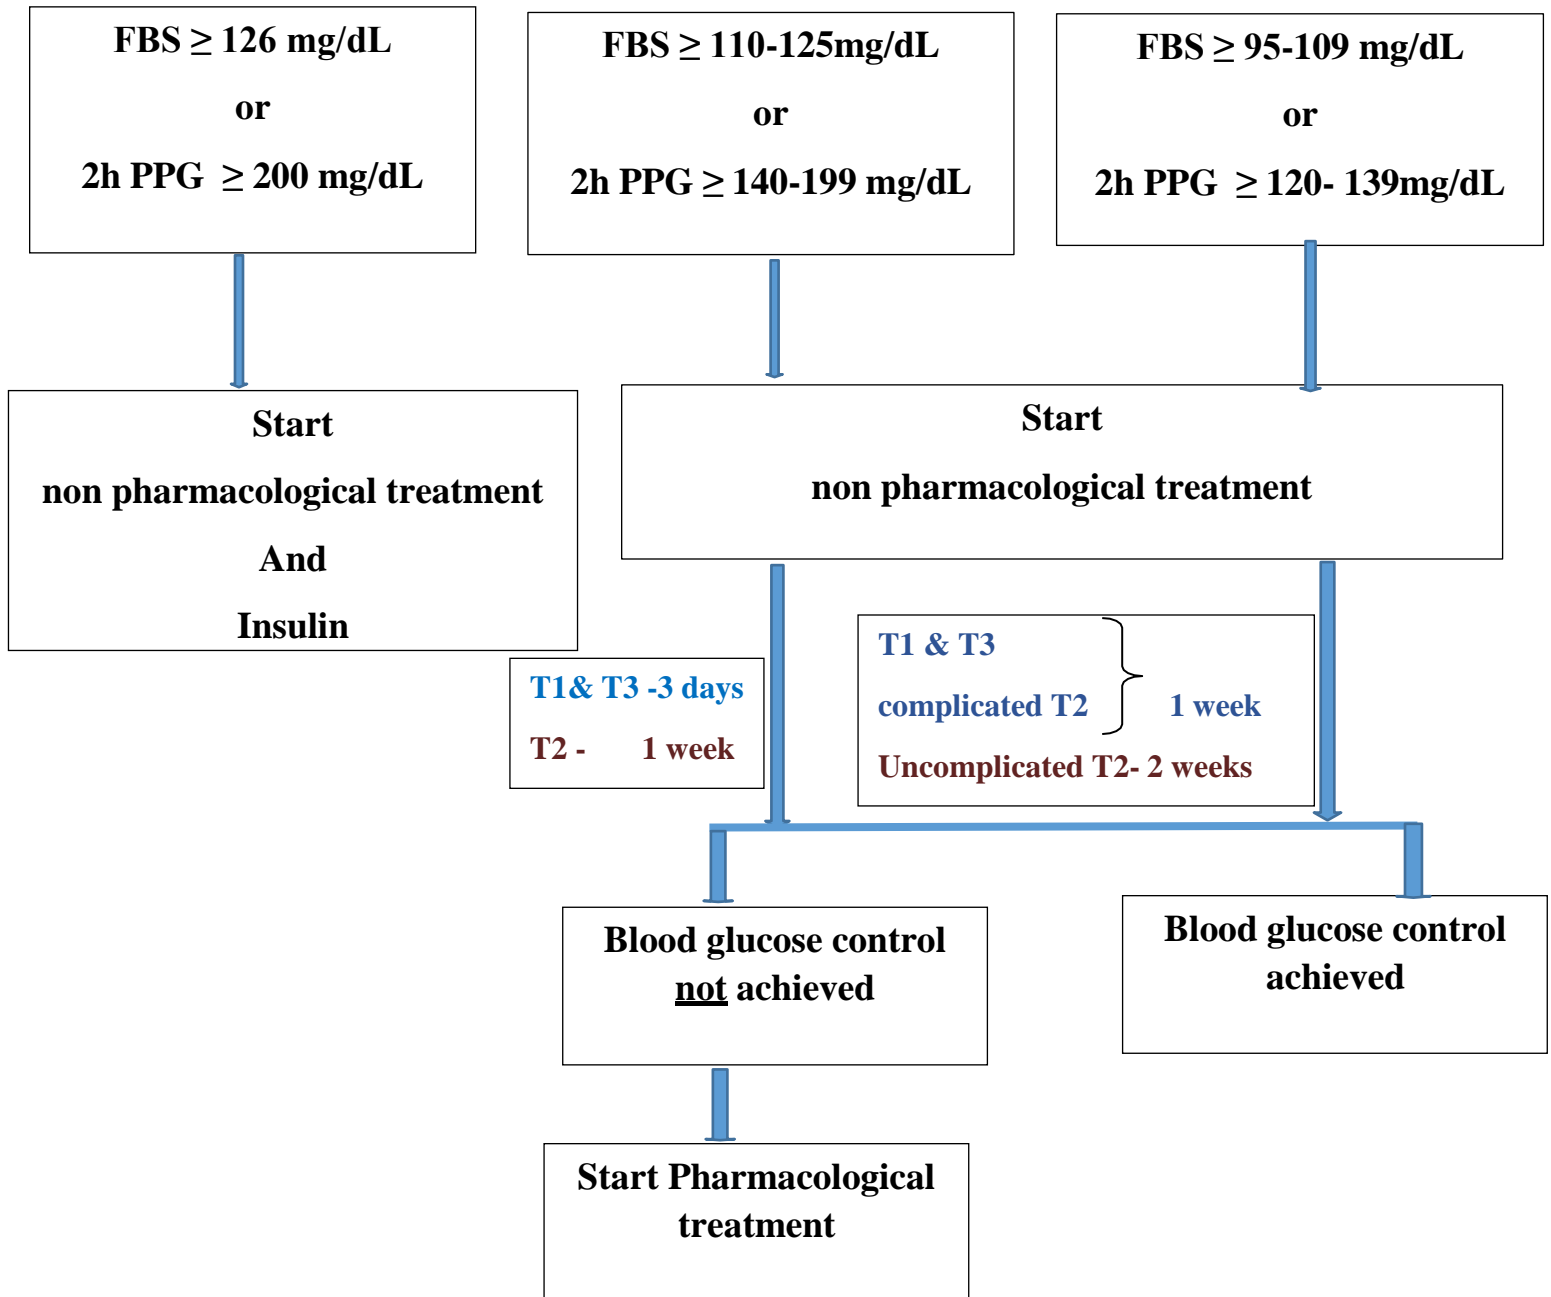 FBS ≥ 126 mg/dL
or
2h PPG ≥ 200 mg/dL
FBS ≥ 110-125mg/dL
or
2h PPG ≥ 140-199 mg/dL
FBS ≥ 95-109 mg/dL
or
2h PPG ≥ 120- 139mg/dL
Start
non pharmacological treatment
And
Insulin
Start
non pharmacological treatment
T1& T3 -3 days
T2 - 1 week
T1 & T3
complicated T2 1 week
Uncomplicated T2- 2 weeks
Blood glucose control
not achieved
Blood glucose control
achieved
Start Pharmacological
treatment